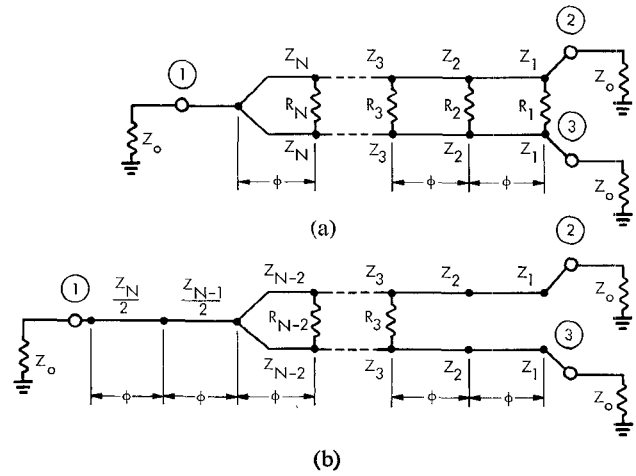 ① Z_N Z_3 Z_2 Z_1 ②
Z_o R_N R_3 R_2 R_1 Z_o
Z_N Z_3 Z_2 Z_1 ③
ϕ ϕ ϕ Z_o
(a)
① Z_N/2 Z_{N-1}/2 Z_{N-2} Z_3 Z_2 Z_1 ②
Z_o R_{N-2} R_3 Z_o
Z_{N-2} Z_3 Z_2 Z_1 ③
ϕ ϕ ϕ ϕ ϕ Z_o
(b)